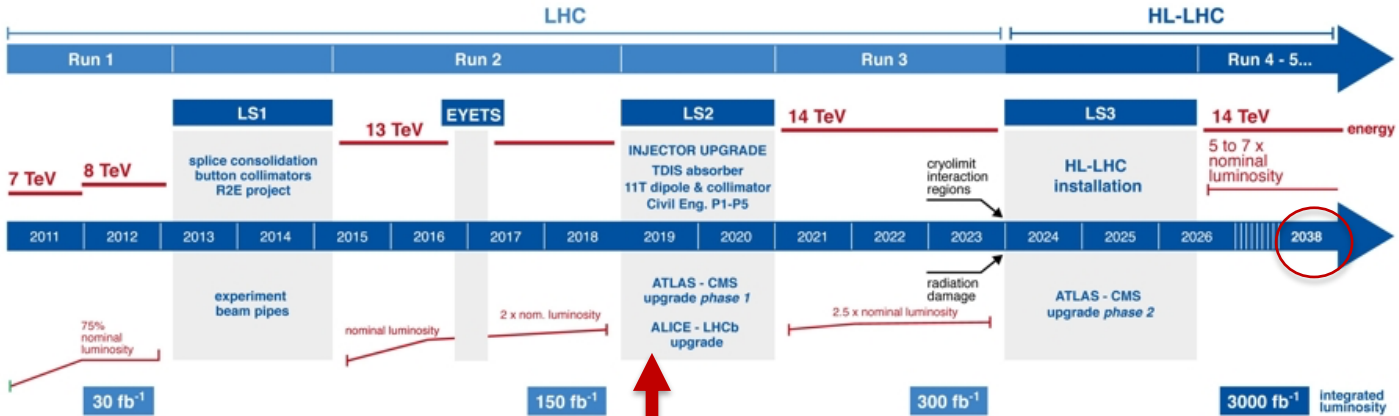 LHC
HL-LHC
Run 1
Run 2
Run 3
Run 4 - 5...
LS1
EYETS
LS2
LS3
7 TeV
8 TeV
13 TeV
14 TeV
14 TeV
energy
splice consolidation
button collimators
R2E project
INJECTOR UPGRADE
TDIS absorber
11T dipole & collimator
Civil Eng. P1-P5
cryolimit
interaction
regions
HL-LHC
installation
5 to 7 x
nominal
luminosity
2011
2012
2013
2014
2015
2016
2017
2018
2019
2020
2021
2022
2023
2024
2025
2026
2038
experiment
beam pipes
ATLAS - CMS
upgrade phase 1
ALICE - LHCb
upgrade
radiation
damage
ATLAS - CMS
upgrade phase 2
75%
nominal
luminosity
nominal luminosity
2 x nom. luminosity
2.5 x nominal luminosity
30 fb⁻¹
150 fb⁻¹
300 fb⁻¹
3000 fb⁻¹
integrated
luminosity